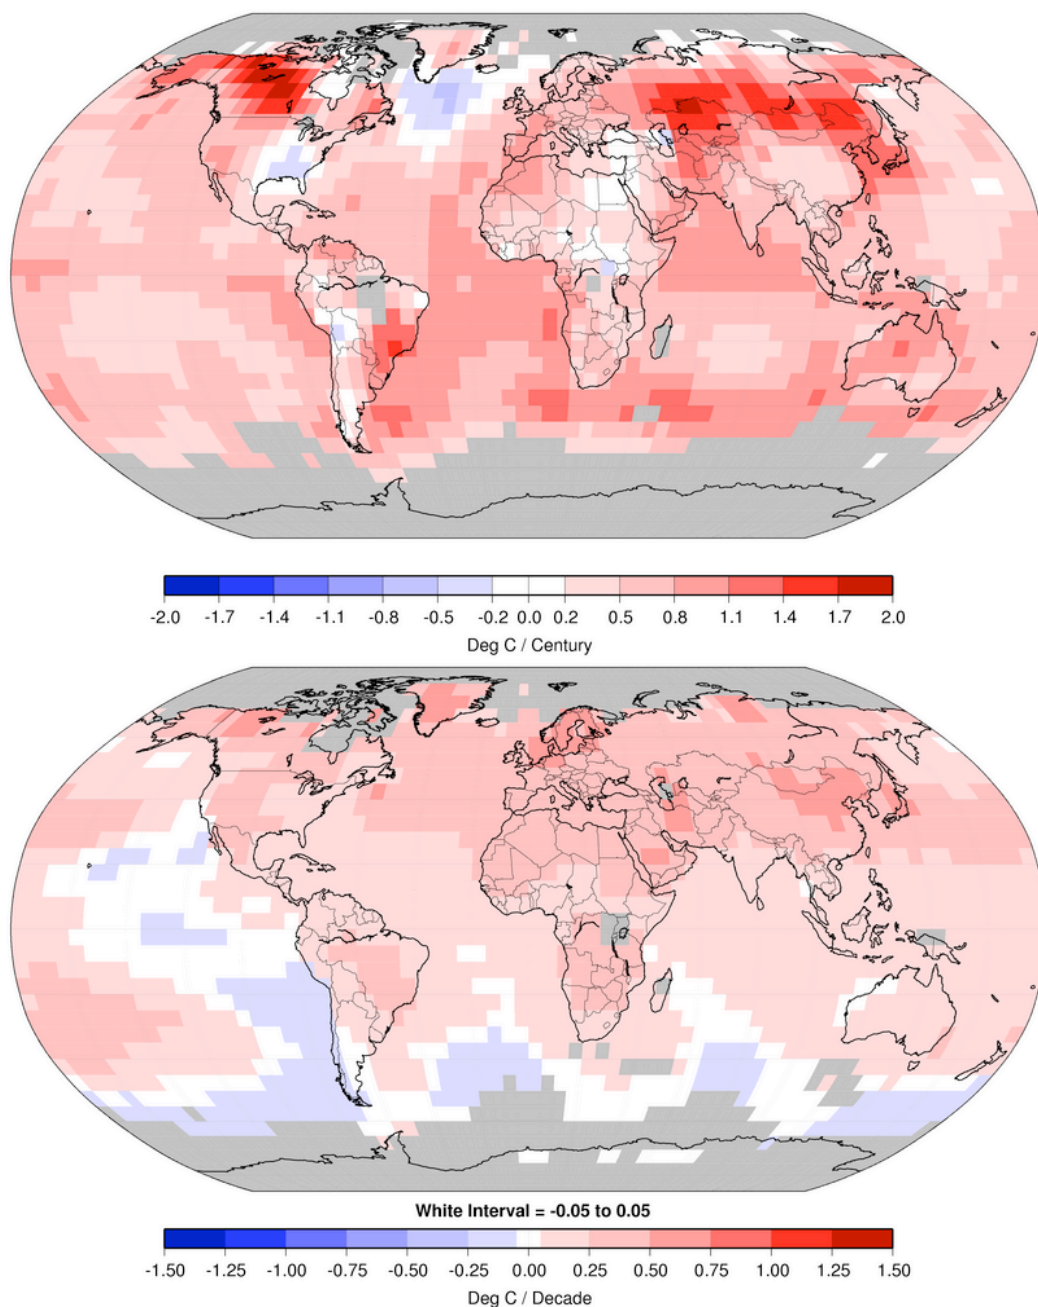 -2.0 -1.7 -1.4 -1.1 -0.8 -0.5 -0.2 0.0 0.2 0.5 0.8 1.1 1.4 1.7 2.0
Deg C / Century
White Interval = -0.05 to 0.05
-1.50 -1.25 -1.00 -0.75 -0.50 -0.25 0.00 0.25 0.50 0.75 1.00 1.25 1.50
Deg C / Decade